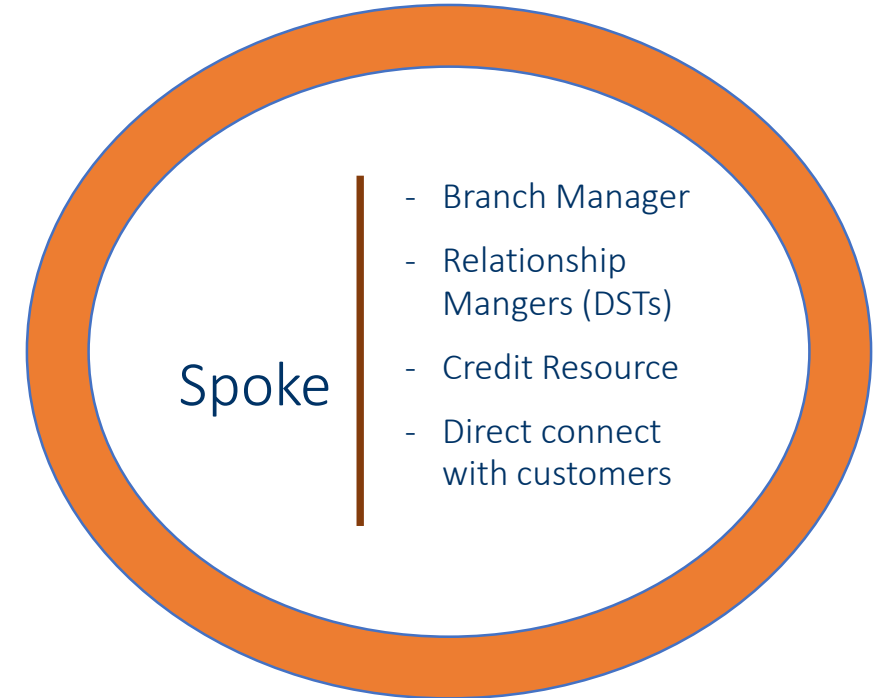 Spoke
- Branch Manager
- Relationship
Mangers (DSTs)
- Credit Resource
- Direct connect
with customers